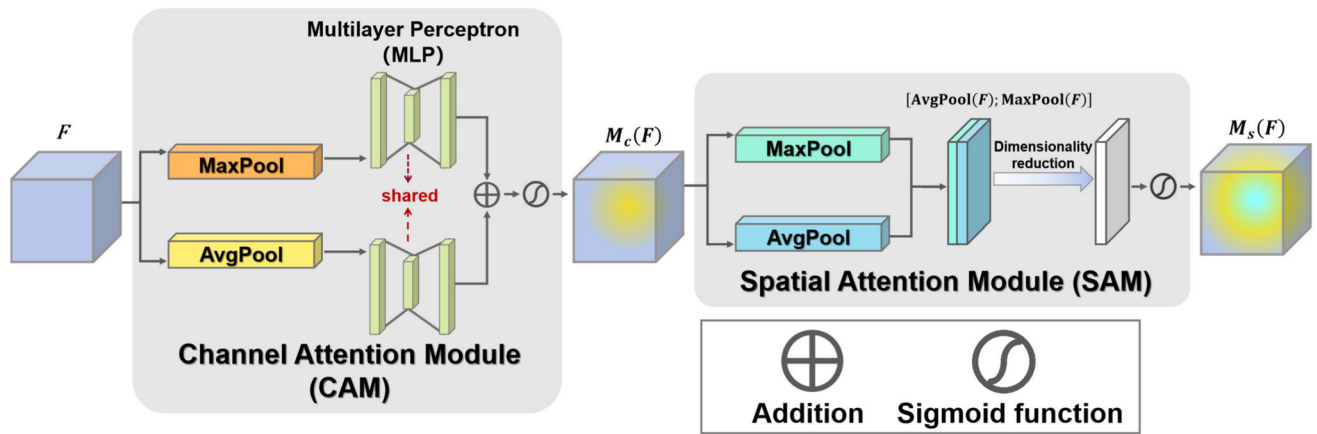 F
Multilayer Perceptron
(MLP)
MaxPool
shared
AvgPool
Channel Attention Module
(CAM)
M_c(F)
MaxPool
AvgPool
[AvgPool(F); MaxPool(F)]
Dimensionality
reduction
Spatial Attention Module (SAM)
M_s(F)
Addition
Sigmoid function